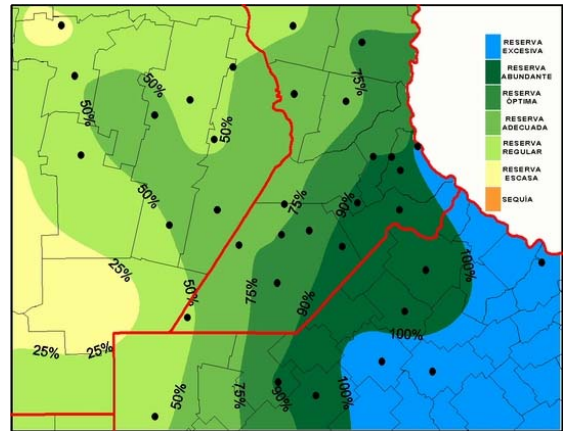 50%
75%
50%
50%
50%
75%
90%
25%
100%
50%
75%
90%
100%
25%
25%
50%
75%
90%
100%
RESERVA
EXCESIVA
RESERVA
ABUNDANTE
RESERVA
ÓPTIMA
RESERVA
ADECUADA
RESERVA
REGULAR
RESERVA
ESCASA
SEQUÍA